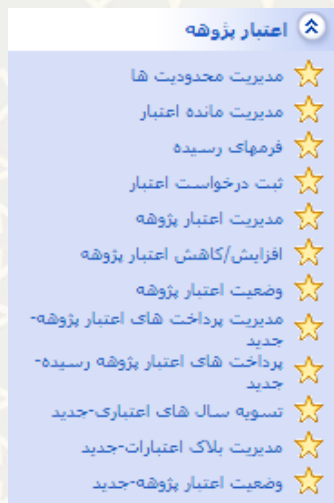 اعتبار پژوهه
مدیریت محدودیت ها
مدیریت مانده اعتبار
فرمهای رسیده
ثبت درخواست اعتبار
مدیریت اعتبار پژوهه
افزایش/کاهش اعتبار پژوهه
وضعیت اعتبار پژوهه
مدیریت پرداخت های اعتبار پژوهه-
جدید
پرداخت های اعتبار پژوهه رسیده-
جدید
تسویه سال های اعتباری-جدید
مدیریت بلاک اعتبارات-جدید
وضعیت اعتبار پژوهه-جدید